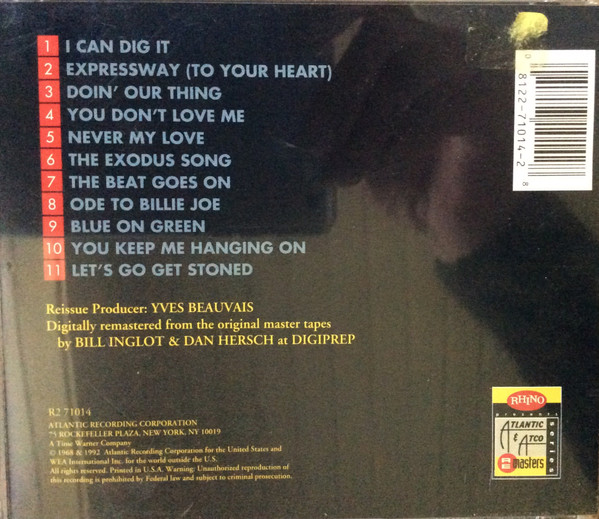 1 I CAN DIG IT
2 EXPRESSWAY (TO YOUR HEART)
3 DOIN' OUR THING
4 YOU DON'T LOVE ME
5 NEVER MY LOVE
6 THE EXODUS SONG
7 THE BEAT GOES ON
8 ODE TO BILLIE JOE
9 BLUE ON GREEN
10 YOU KEEP ME HANGING ON
11 LET'S GO GET STONED
0 8122-71014-2 8
Reissue Producer: YVES BEAUVAIS
Digitally remastered from the original master tapes
by BILL INGLOT & DAN HERSCH at DIGIPREP
R2 71014
ATLANTIC RECORDING CORPORATION
75 ROCKEFELLER PLAZA, NEW YORK, NY 10019
A Time Warner Company
© 1968 & 1992 Atlantic Recording Corporation for the United States and
WEA International Inc. for the world outside the U.S.
All rights reserved. Printed in U.S.A. Warning: Unauthorized reproduction of
this recording is prohibited by Federal law and subject to criminal prosecution.
RHINO
presents
ATLANTIC
& ATCO
masters
series